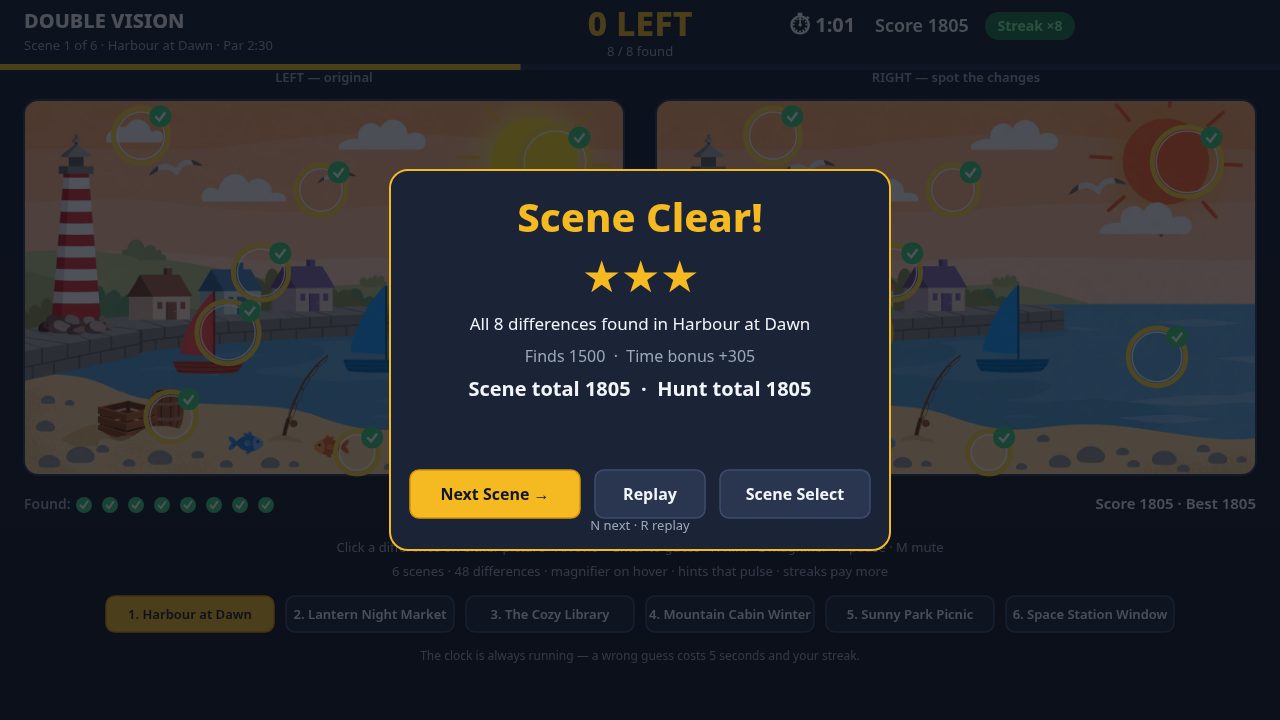 DOUBLE VISION
Scene 1 of 6 · Harbour at Dawn · Par 2:30
0 LEFT
8 / 8 found
⏱ 1:01
Score 1805
Streak ×8
LEFT — original
RIGHT — spot the changes
Scene Clear!
★★★
All 8 differences found in Harbour at Dawn
Finds 1500 · Time bonus +305
Scene total 1805 · Hunt total 1805
Next Scene →
Replay
Scene Select
N next · R replay
Found:
Score 1805 · Best 1805
Click a
M mute
6 scenes · 48 differences · magnifier on hover · hints that pulse · streaks pay more
1. Harbour at Dawn
2. Lantern Night Market
3. The Cozy Library
4. Mountain Cabin Winter
5. Sunny Park Picnic
6. Space Station Window
The clock is always running — a wrong guess costs 5 seconds and your streak.